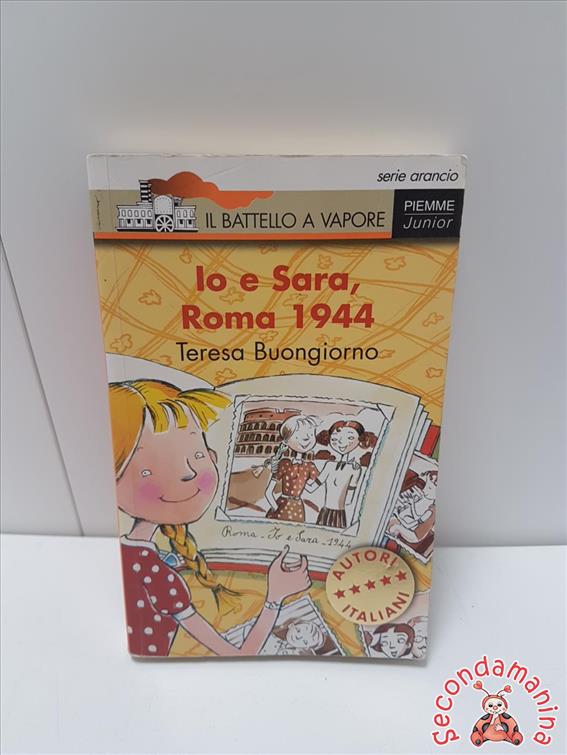 serie arancio
IL BATTELLO A VAPORE
PIEMME
Junior
Io e Sara,
Roma 1944
Teresa Buongiorno
Roma - Io e Sara - 1944
AUTORI
ITALIANI
Secondamanina